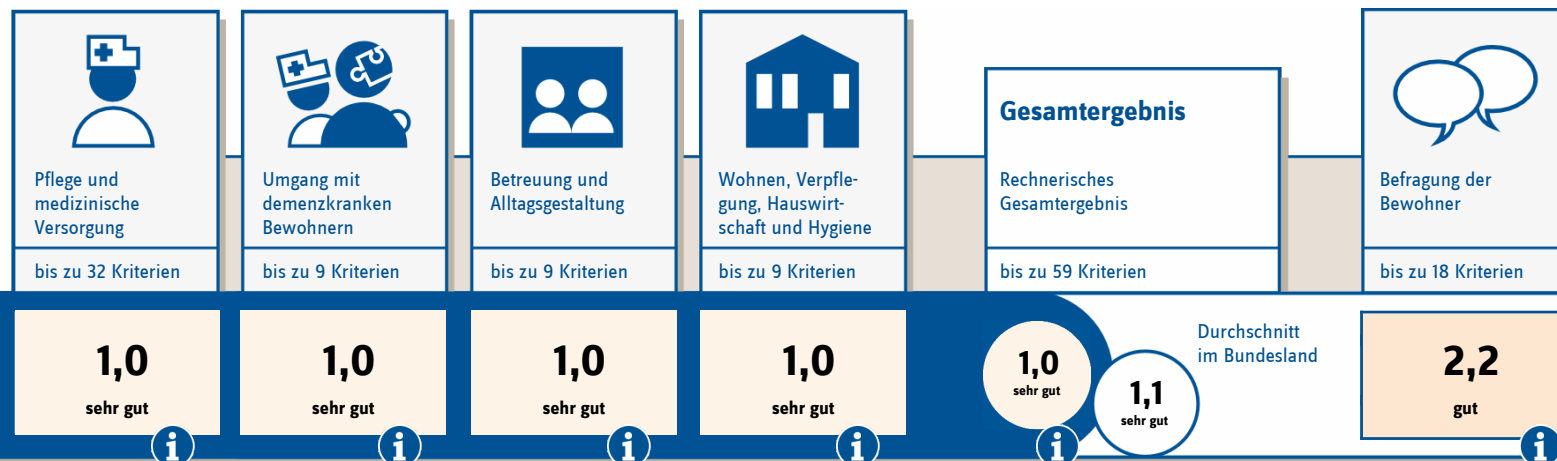 Pflege und
medizinische
Versorgung
bis zu 32 Kriterien
1,0
sehr gut
i
Umgang mit
demenzkranken
Bewohnern
bis zu 9 Kriterien
1,0
sehr gut
i
Betreuung und
Alltagsgestaltung
bis zu 9 Kriterien
1,0
sehr gut
i
Wohnen, Verpfle-
gung, Hauswirt-
schaft und Hygiene
bis zu 9 Kriterien
1,0
sehr gut
i
Gesamtergebnis
Rechnerisches
Gesamtergebnis
bis zu 59 Kriterien
1,0
sehr gut
i
Durchschnitt
im Bundesland
1,1
sehr gut
Befragung der
Bewohner
bis zu 18 Kriterien
2,2
gut
i